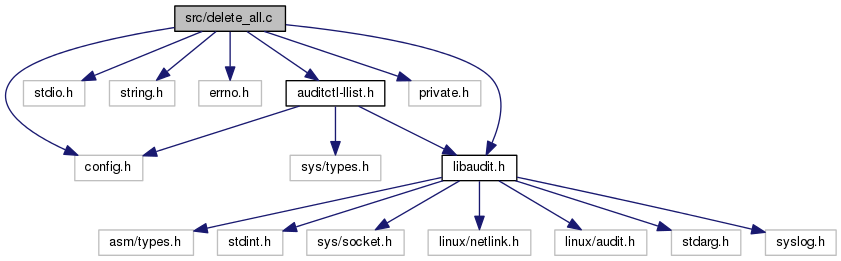 src/delete_all.c
stdio.h
string.h
errno.h
auditctl-llist.h
private.h
config.h
sys/types.h
libaudit.h
asm/types.h
stdint.h
sys/socket.h
linux/netlink.h
linux/audit.h
stdarg.h
syslog.h